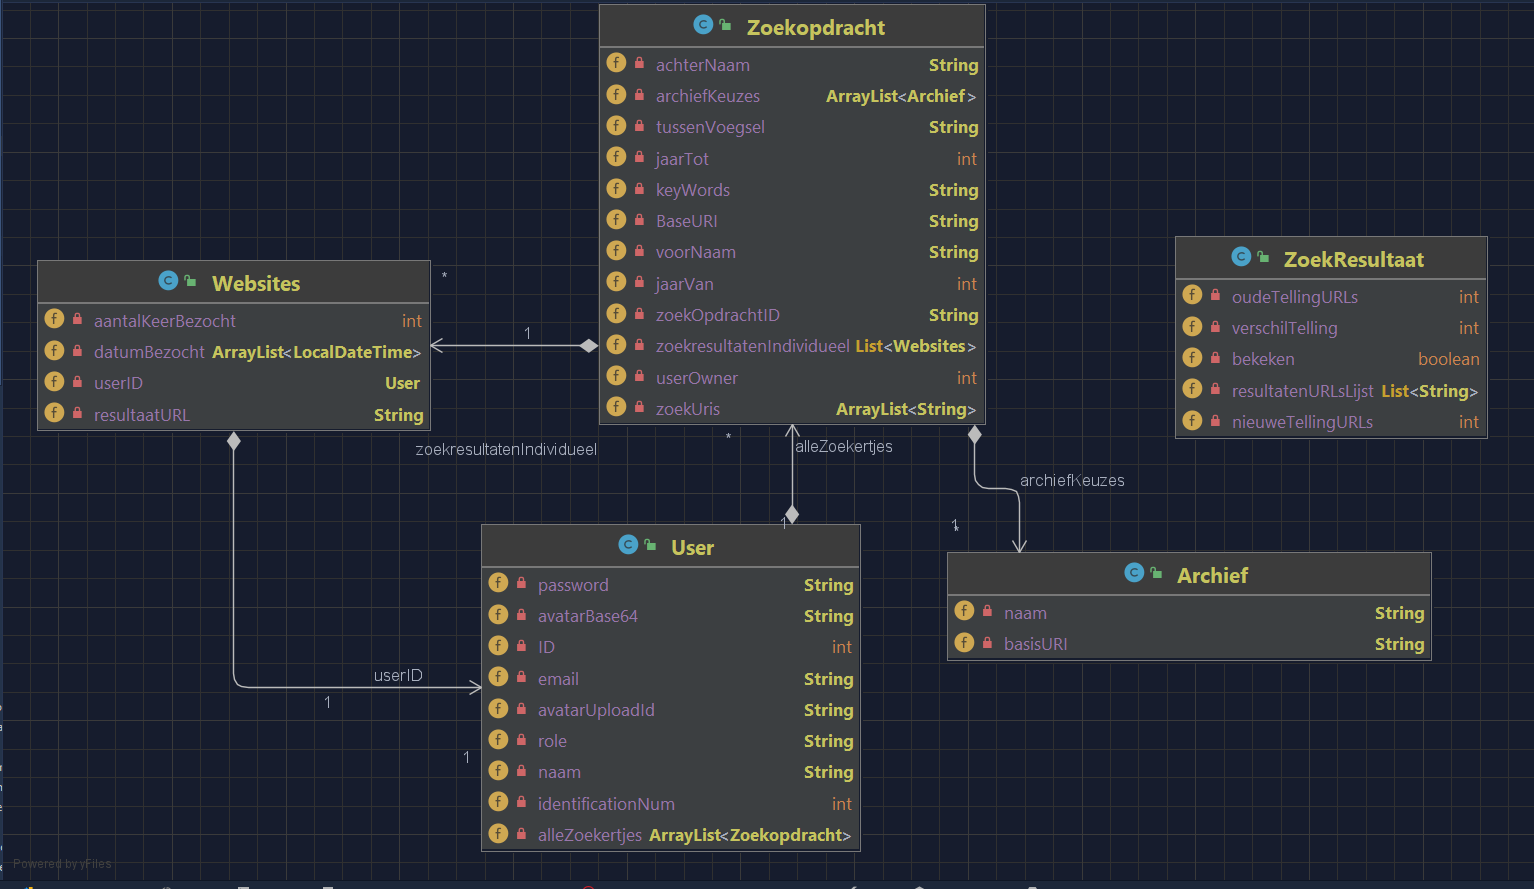 Zoekopdracht
achterNaam String
archiefKeuzes ArrayList<Archief>
tussenVoegsel String
jaarTot int
keyWords String
BaseURI String
voorNaam String
jaarVan int
zoekOpdrachtID String
zoekresultatenIndividueel List<Websites>
userOwner int
zoekUris ArrayList<String>
ZoekResultaat
oudeTellingURLs int
verschilTelling int
bekeken boolean
resultatenURLsLijst List<String>
nieuweTellingURLs int
Websites
aantalKeerBezocht int
datumBezocht ArrayList<LocalDateTime>
userID User
resultaatURL String
*
1
zoekresultatenIndividueel
*
alleZoekertjes
1
archiefKeuzes
1
*
User
password String
avatarBase64 String
ID int
email String
avatarUploadId String
role String
naam String
identificationNum int
alleZoekertjes ArrayList<Zoekopdracht>
Archief
naam String
basisURI String
userID
1
1
Powered by yFiles